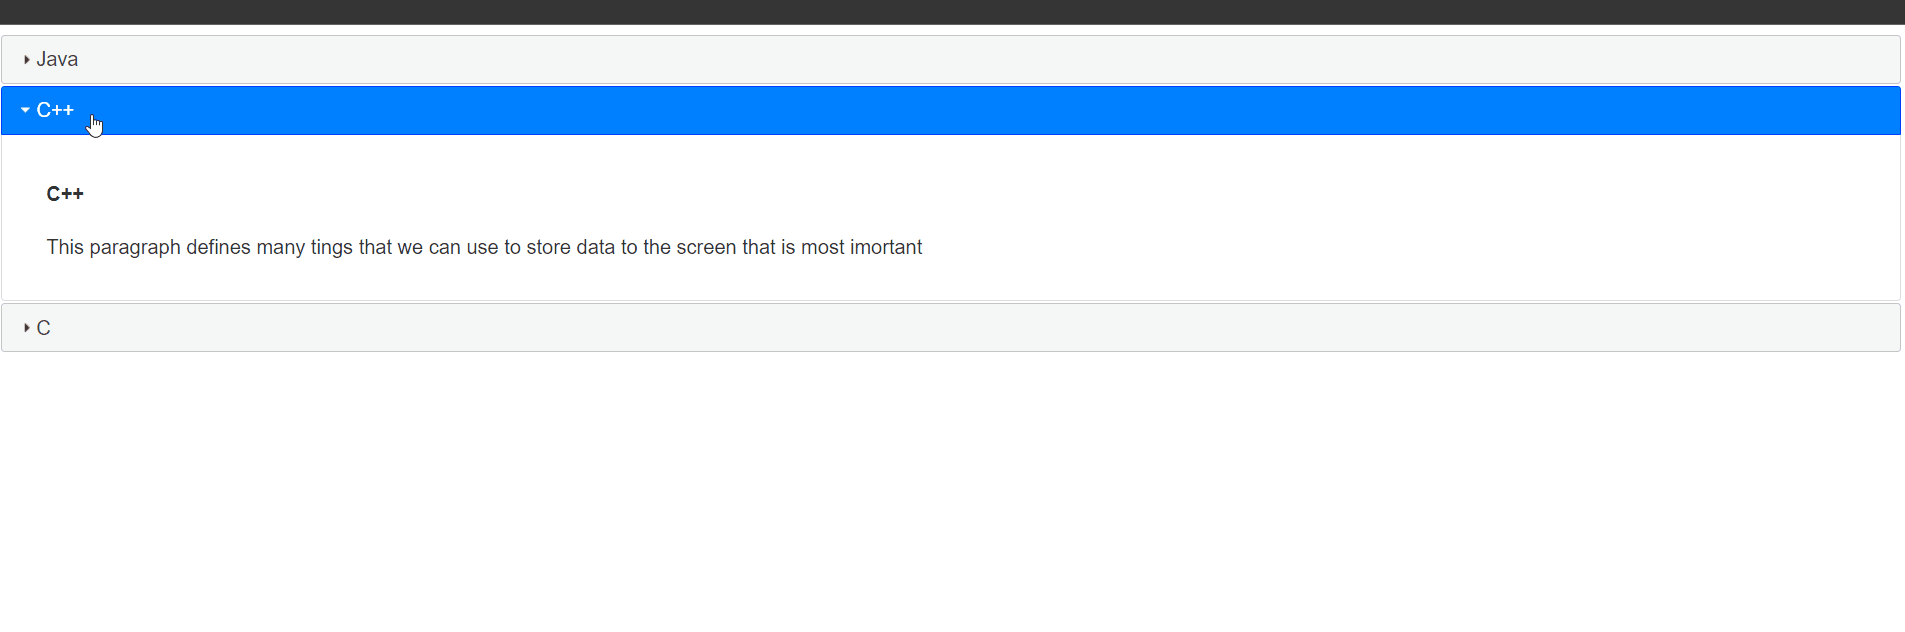 Java
C++
C++
This paragraph defines many tings that we can use to store data to the screen that is most imortant
C